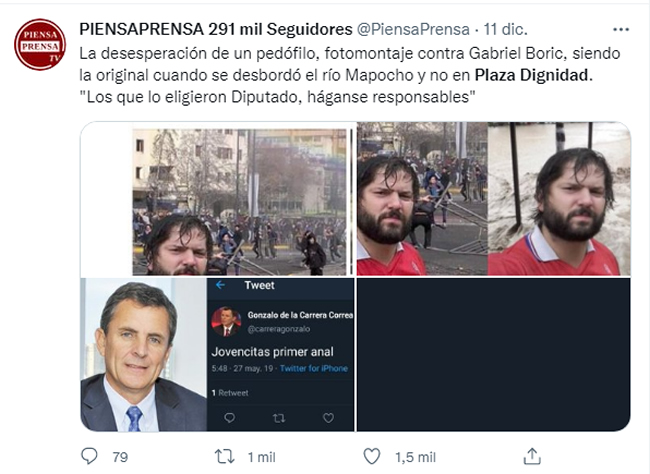 PIENSA
PRENSA
TV
PIENSAPRENSA 291 mil Seguidores @PiensaPrensa · 11 dic.
La desesperación de un pedófilo, fotomontaje contra Gabriel Boric, siendo
la original cuando se desbordó el río Mapocho y no en Plaza Dignidad.
"Los que lo eligieron Diputado, háganse responsables"
Tweet
Gonzalo de la Carrera Correa
@carreragonzalo
Jovencitas primer anal
5:48 · 27 may. 19 · Twitter for iPhone
1 Retweet
79
1 mil
1,5 mil